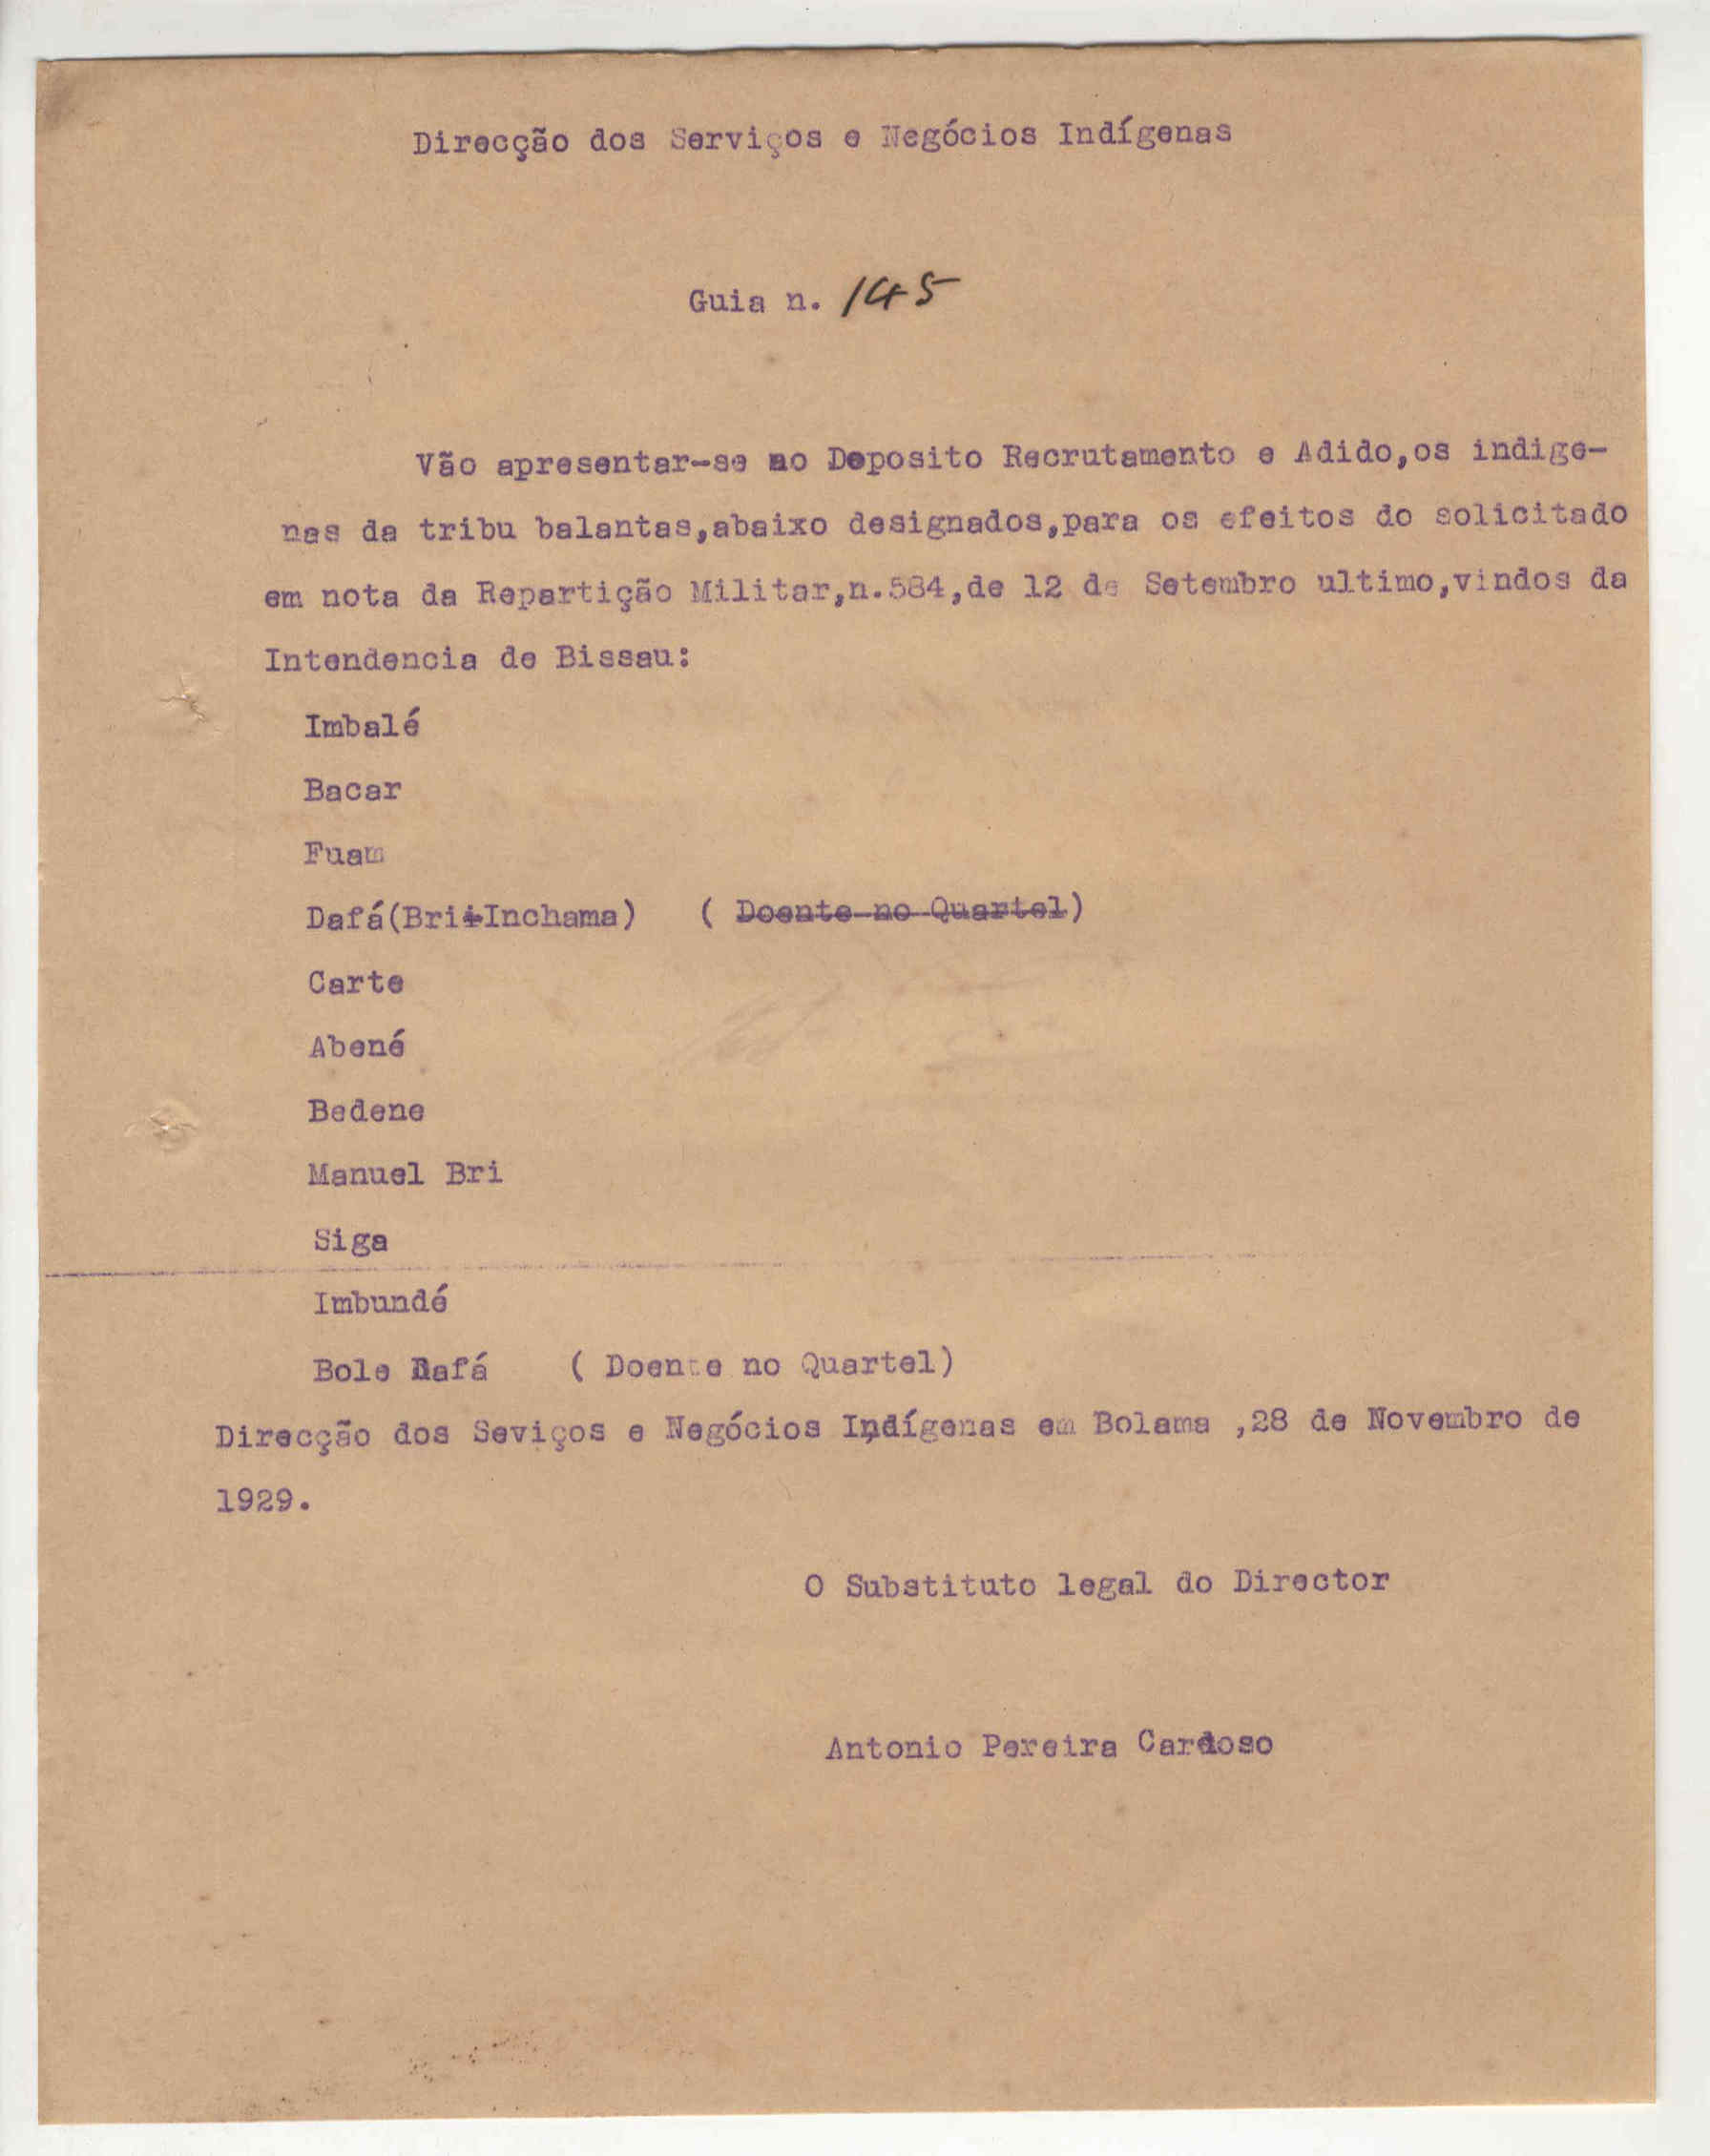 Direcção dos Serviços e Negócios Indígenas
Guia n. 145
Vão apresentar-se ao Deposito Recrutamento e Adido,os indige-
nas da tribu balantas,abaixo designados,para os efeitos do solicitado
em nota da Repartição Militar,n.584,de 12 de Setembro ultimo,vindos da
Intendencia de Bissau:
Imbalé
Bacar
Fuam
Dafá(Bri Inchama) ( Doente no Quartel)
Carte
Abené
Bedene
Manuel Bri
Siga
Imbundé
Bole Nafá ( Doente no Quartel)
Direcção dos Seviços e Negócios Indígenas em Bolama ,28 de Novembro de
1929.
O Substituto legal do Director
Antonio Pereira Cardoso